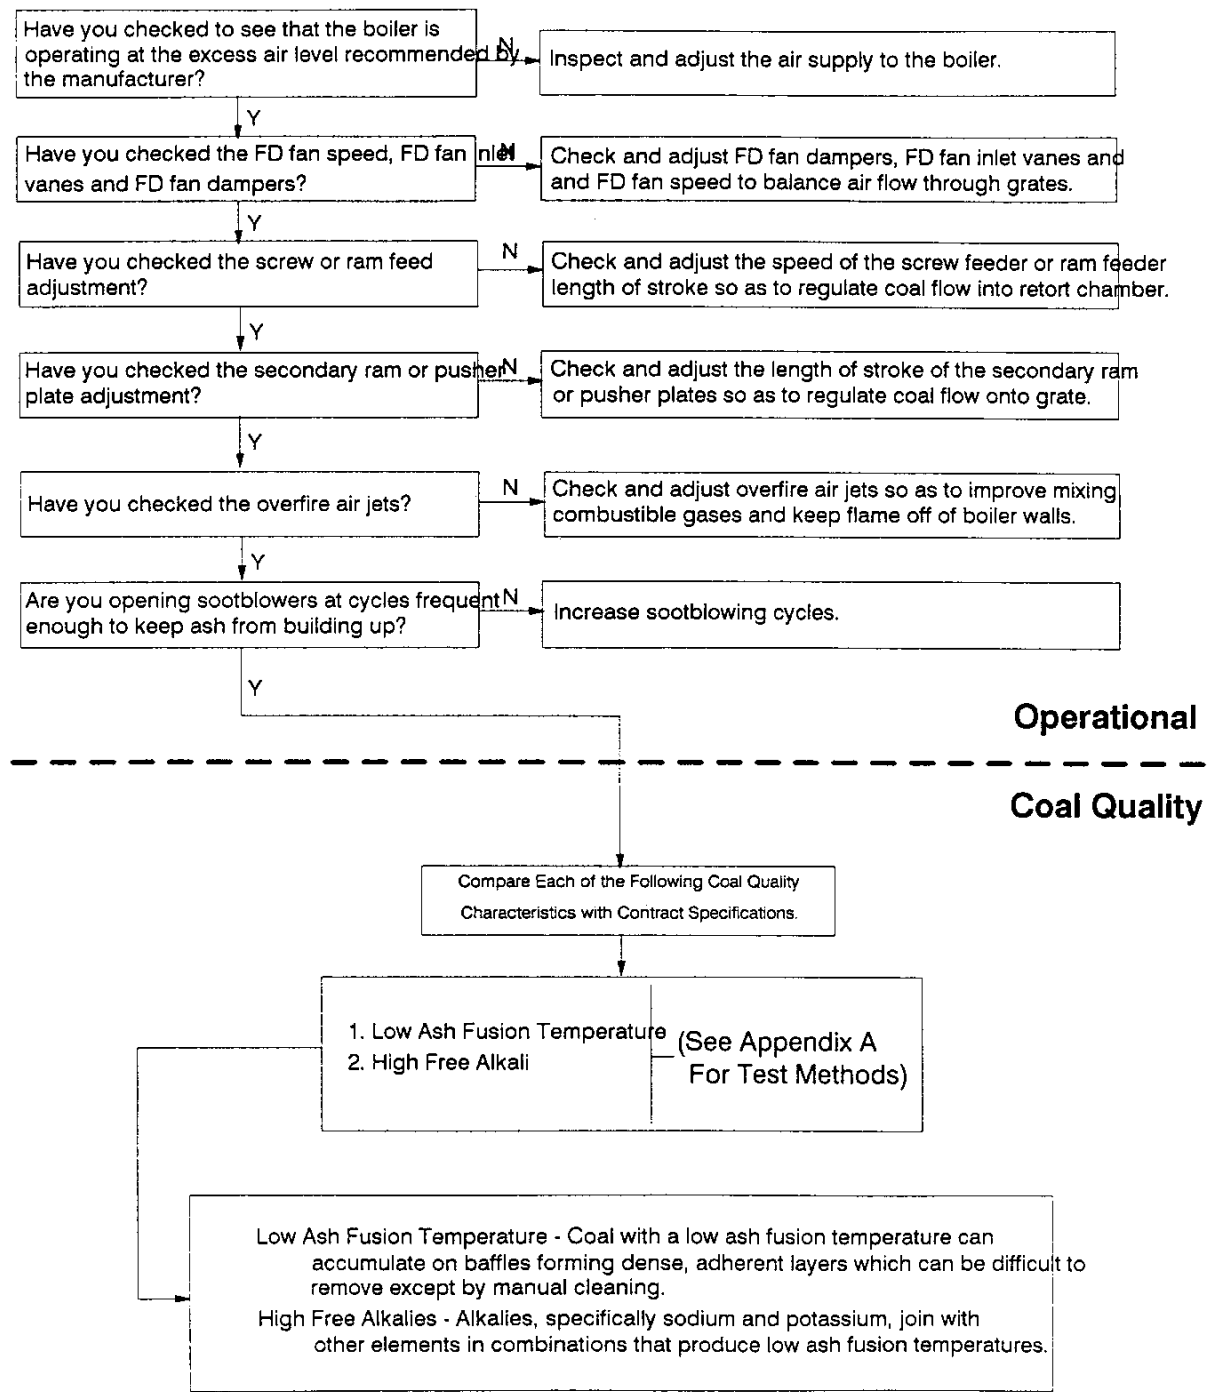 Have you checked to see that the boiler is
operating at the excess air level recommended by
the manufacturer?
N
Inspect and adjust the air supply to the boiler.
Y
Have you checked the FD fan speed, FD fan inlet
vanes and FD fan dampers?
N
Check and adjust FD fan dampers, FD fan inlet vanes and
and FD fan speed to balance air flow through grates.
Y
Have you checked the screw or ram feed
adjustment?
N
Check and adjust the speed of the screw feeder or ram feeder
length of stroke so as to regulate coal flow into retort chamber.
Y
Have you checked the secondary ram or pusher
plate adjustment?
N
Check and adjust the length of stroke of the secondary ram
or pusher plates so as to regulate coal flow onto grate.
Y
Have you checked the overfire air jets?
N
Check and adjust overfire air jets so as to improve mixing
combustible gases and keep flame off of boiler walls.
Y
Are you opening sootblowers at cycles frequent
enough to keep ash from building up?
N
Increase sootblowing cycles.
Y
Operational
Coal Quality
Compare Each of the Following Coal Quality
Characteristics with Contract Specifications.
1. Low Ash Fusion Temperature
2. High Free Alkali
(See Appendix A
For Test Methods)
Low Ash Fusion Temperature - Coal with a low ash fusion temperature can
accumulate on baffles forming dense, adherent layers which can be difficult to
remove except by manual cleaning.
High Free Alkalies - Alkalies, specifically sodium and potassium, join with
other elements in combinations that produce low ash fusion temperatures.